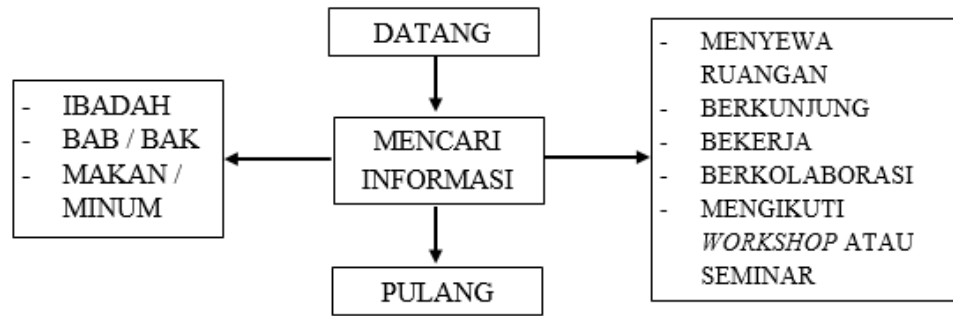 DATANG
- IBADAH
- BAB / BAK
- MAKAN /
MINUM
MENCARI
INFORMASI
- MENYEWA
RUANGAN
- BERKUNJUNG
- BEKERJA
- BERKOLABORASI
- MENGIKUTI
WORKSHOP ATAU
SEMINAR
PULANG